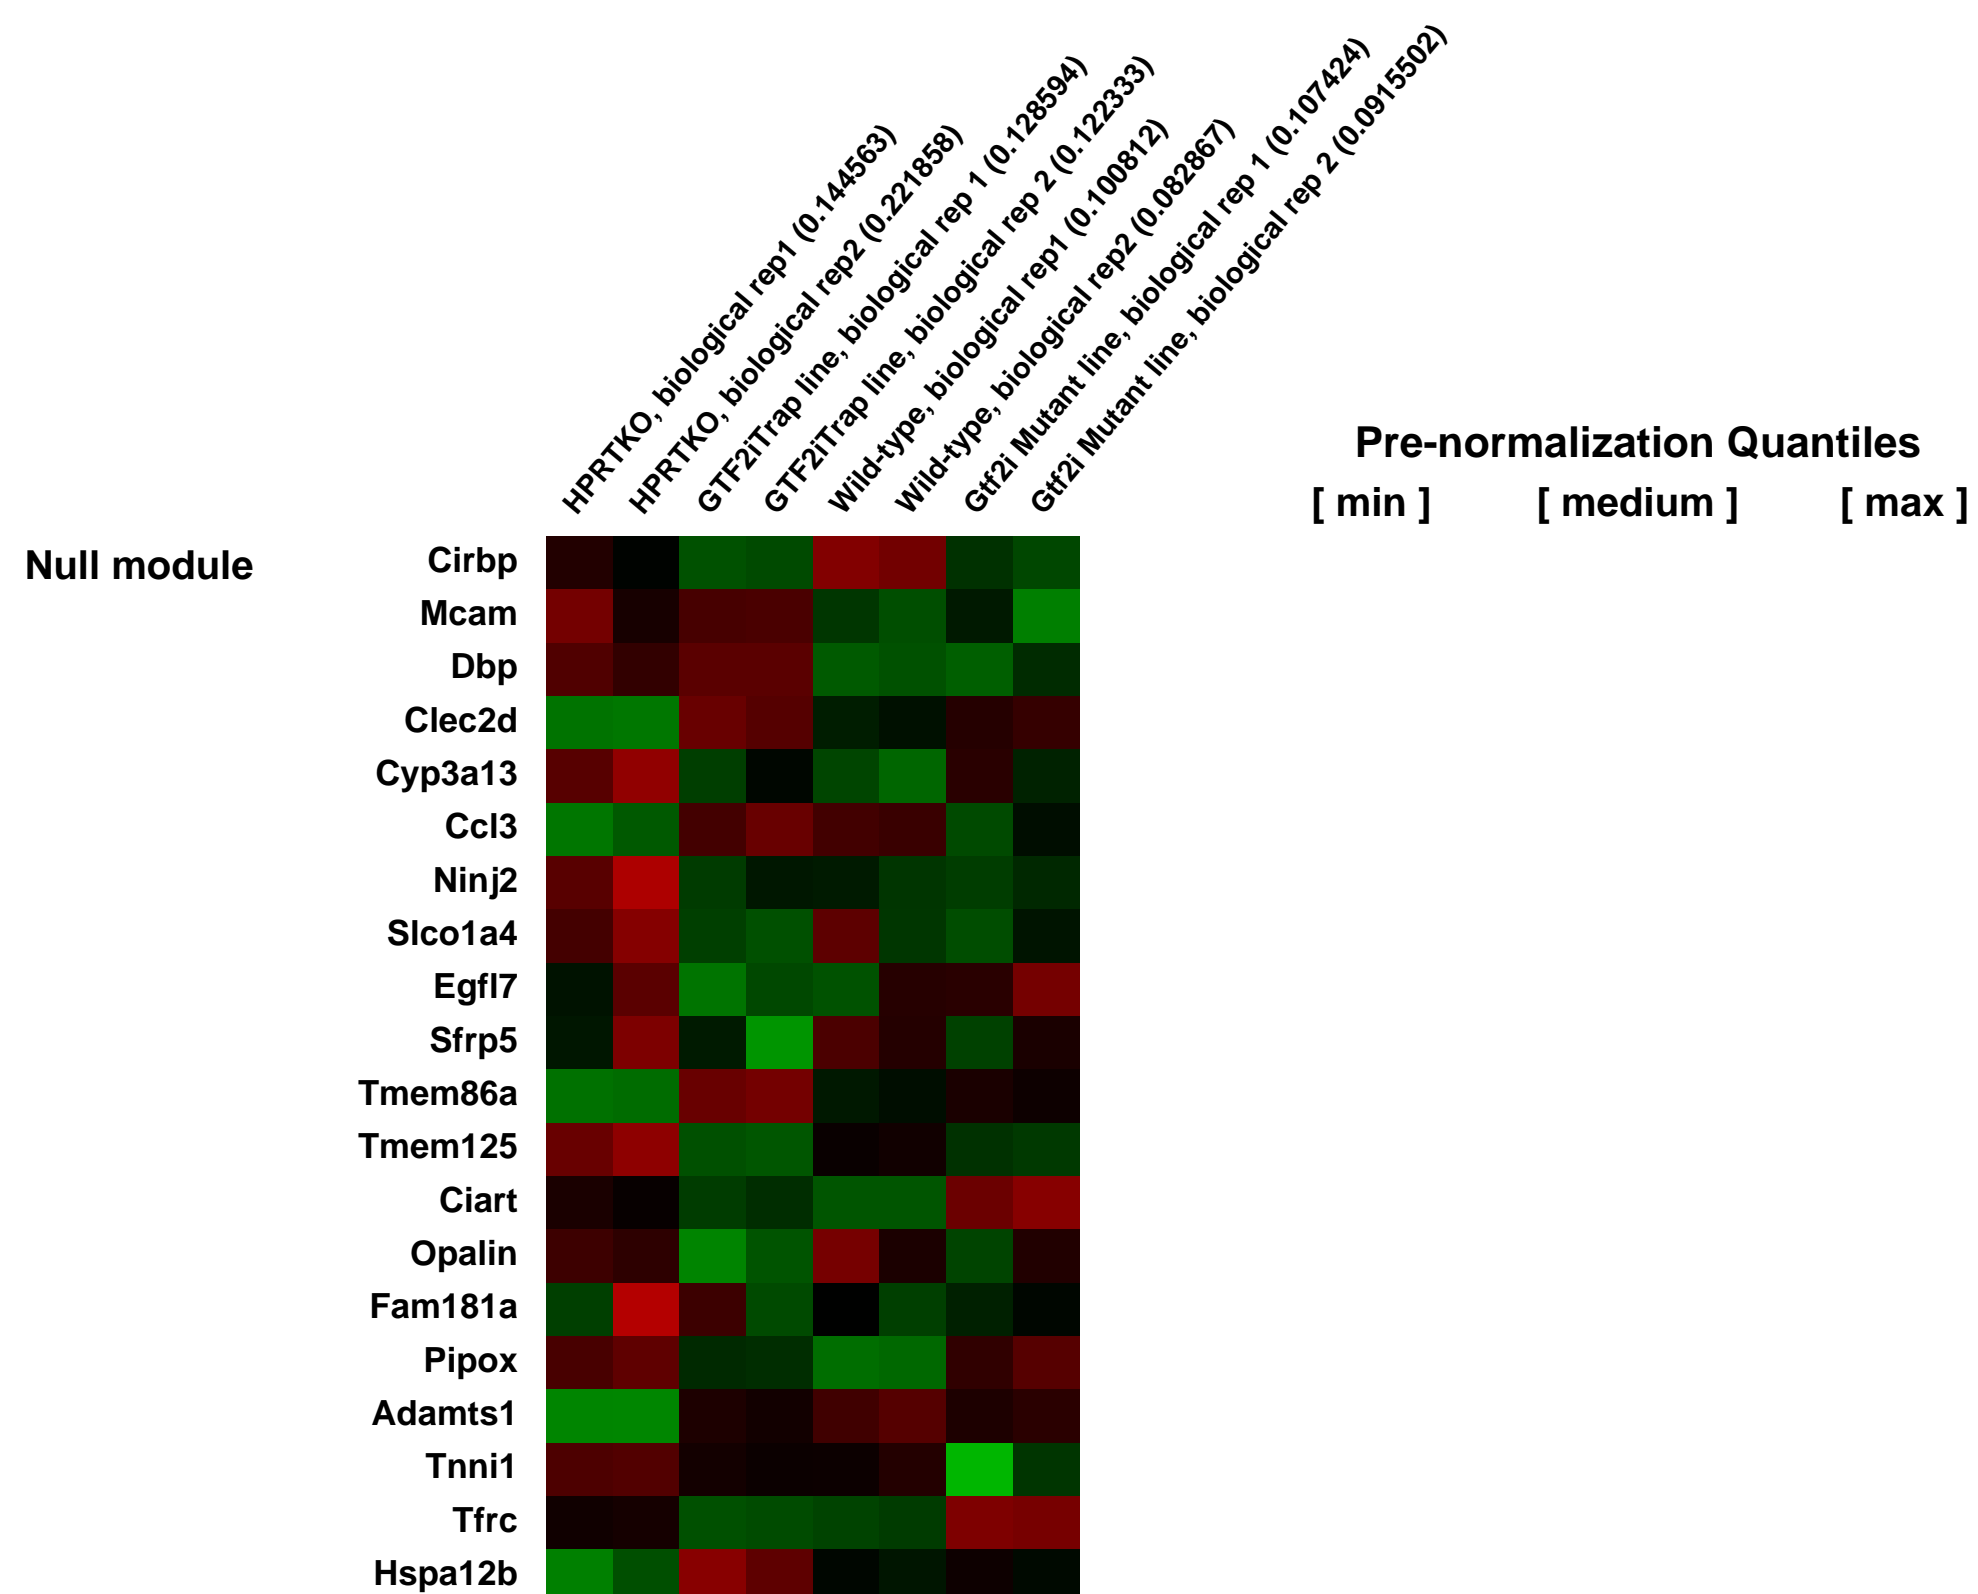 HPRTKO, biological rep1 (0.144563)
HPRTKO, biological rep2 (0.221858)
GTF2iTrap line, biological rep 1 (0.128594)
GTF2iTrap line, biological rep 2 (0.122333)
Wild-type, biological rep1 (0.100812)
Wild-type, biological rep2 (0.082867)
Gtf2i Mutant line, biological rep 1 (0.107424)
Gtf2i Mutant line, biological rep 2 (0.0915502)
Pre-normalization Quantiles
[ min ] [ medium ] [ max ]
Null module
Cirbp
Mcam
Dbp
Clec2d
Cyp3a13
Ccl3
Ninj2
Slco1a4
Egfl7
Sfrp5
Tmem86a
Tmem125
Ciart
Opalin
Fam181a
Pipox
Adamts1
Tnni1
Tfrc
Hspa12b